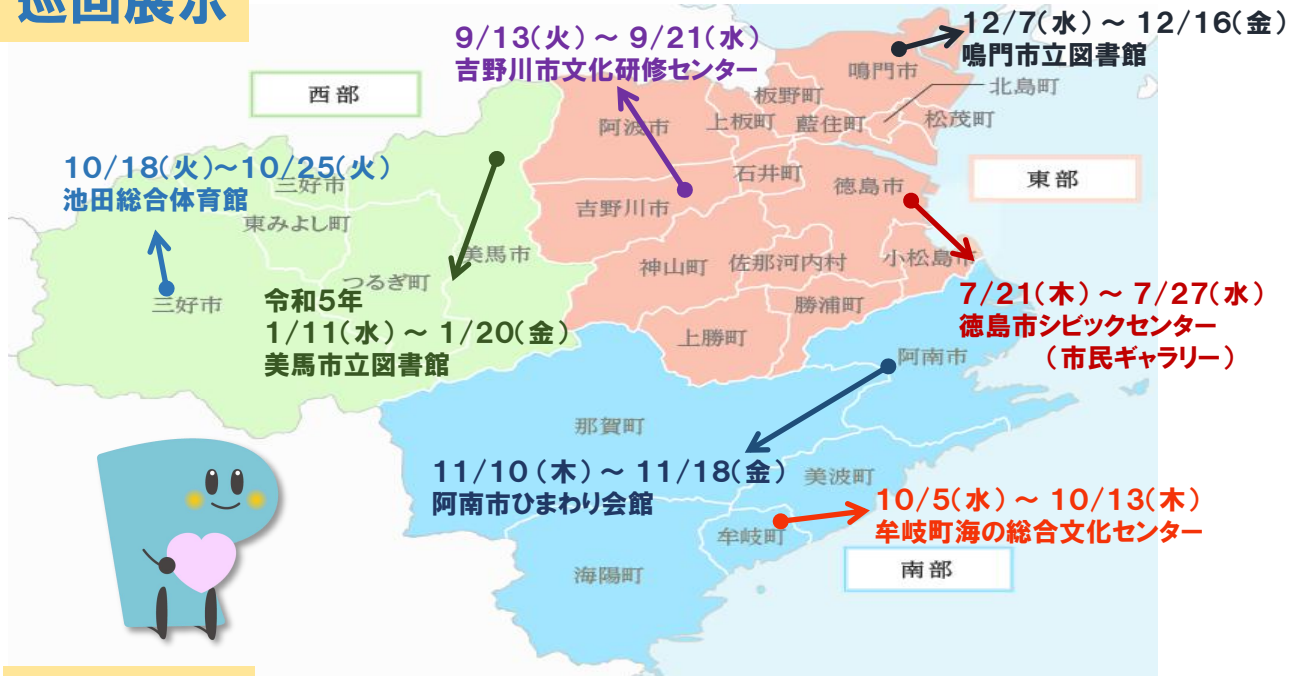 巡回展示
9/13(火) ~ 9/21(水)
吉野川市文化研修センター
12/7(水) ~ 12/16(金)
鳴門市立図書館
西部
10/18(火)~10/25(火)
池田総合体育館
東部
7/21(木) ~ 7/27(水)
徳島市シビックセンター
(市民ギャラリー)
令和5年
1/11(水) ~ 1/20(金)
美馬市立図書館
11/10(木) ~ 11/18(金)
阿南市ひまわり会館
10/5(水) ~ 10/13(木)
牟岐町海の総合文化センター
南部
鳴門市
北島町
板野町
松茂町
阿波市
上板町
藍住町
石井町
徳島市
三好市
東みよし町
吉野川市
美馬市
神山町
佐那河内村
小松島市
つるぎ町
三好市
勝浦町
上勝町
阿南市
那賀町
美波町
牟岐町
海陽町